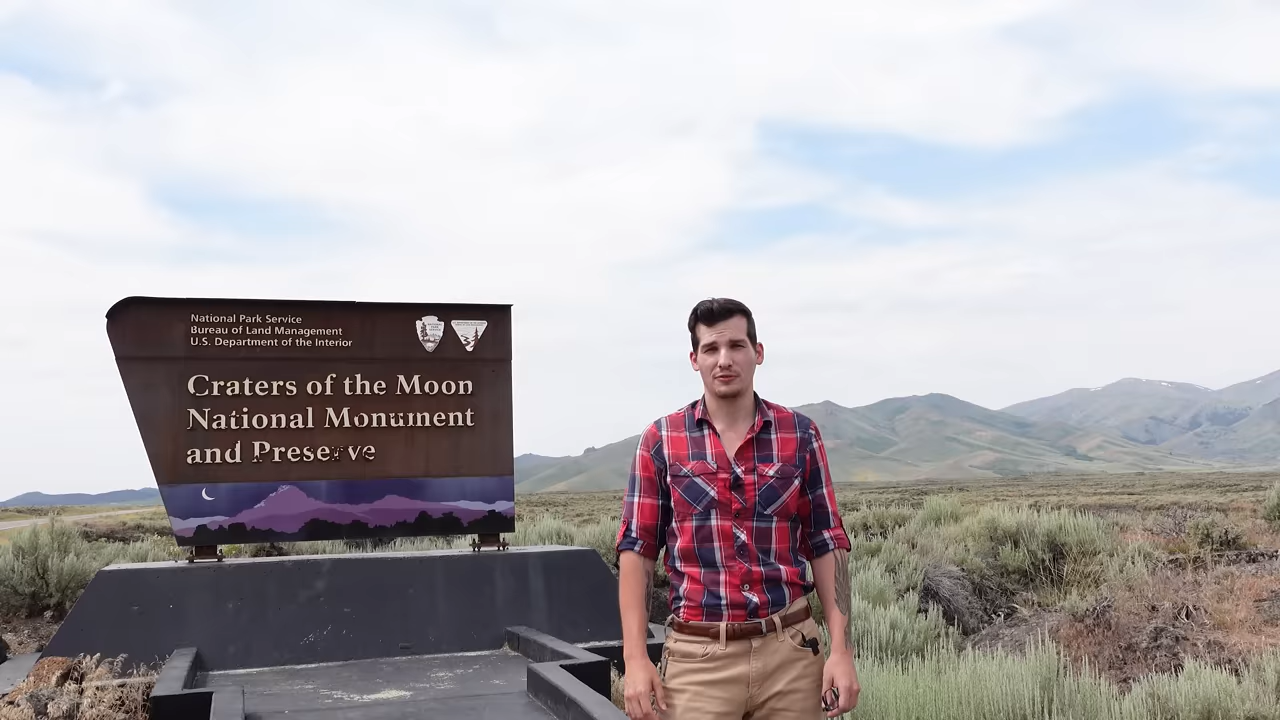 National Park Service
Bureau of Land Management
U.S. Department of the Interior
Craters of the Moon
National Monument
and Preserve